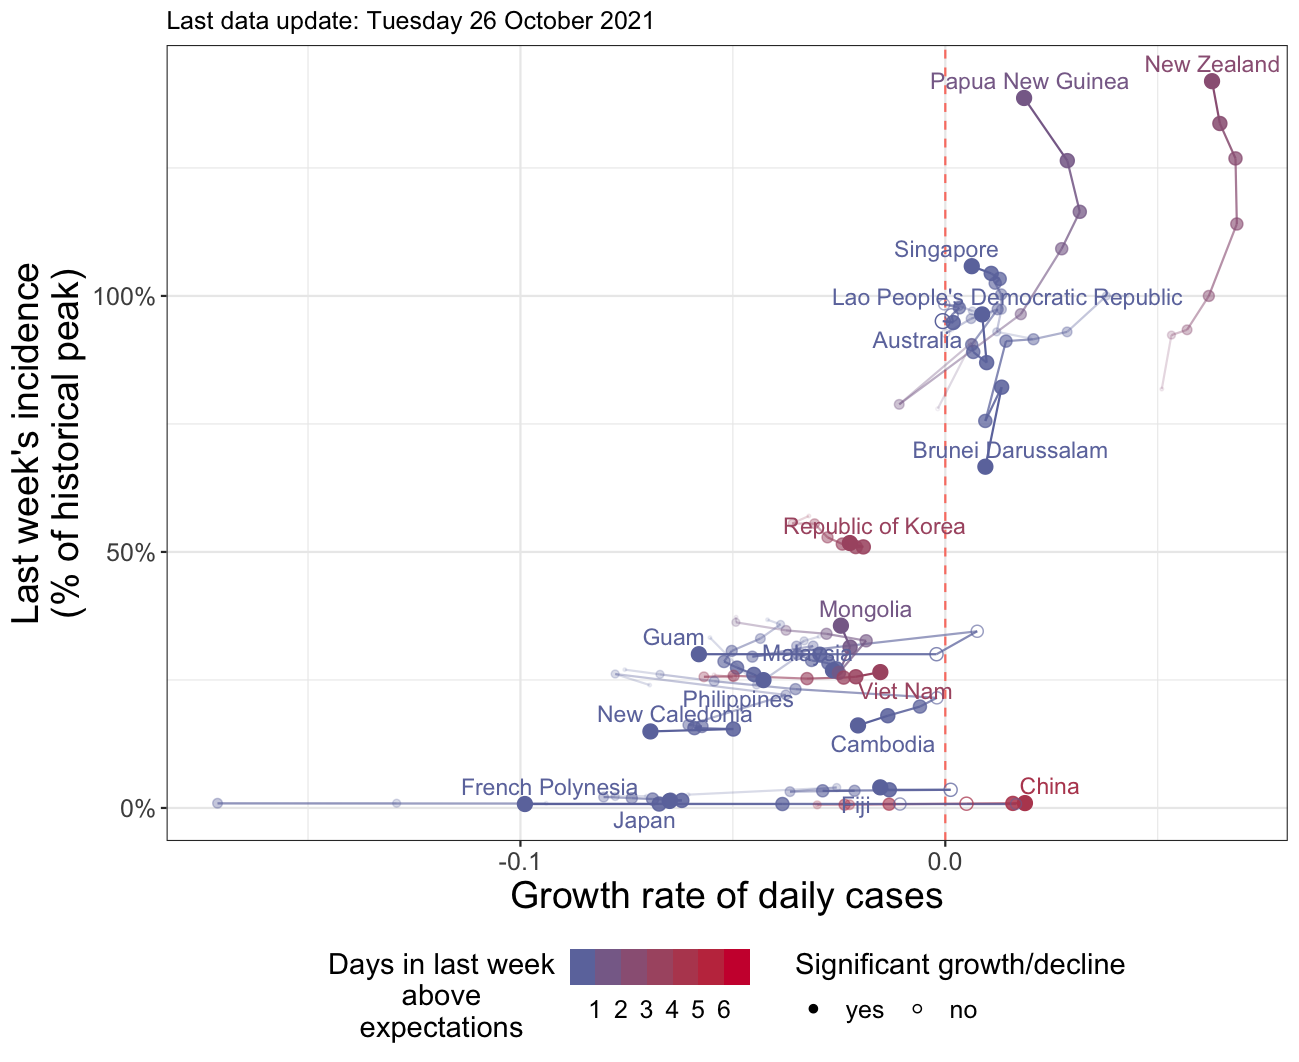 Last data update: Tuesday 26 October 2021
New Zealand
Papua New Guinea
Singapore
100%
Lao People's Democratic Republic
Australia
Brunei Darussalam
Republic of Korea
50%
Mongolia
Guam
Malaysia
Viet Nam
Philippines
New Caledonia
Cambodia
French Polynesia
China
0%
Fiji
Japan
Last week's incidence
(% of historical peak)
-0.1
0.0
Growth rate of daily cases
Days in last week
above
expectations
1 2 3 4 5 6
Significant growth/decline
yes no